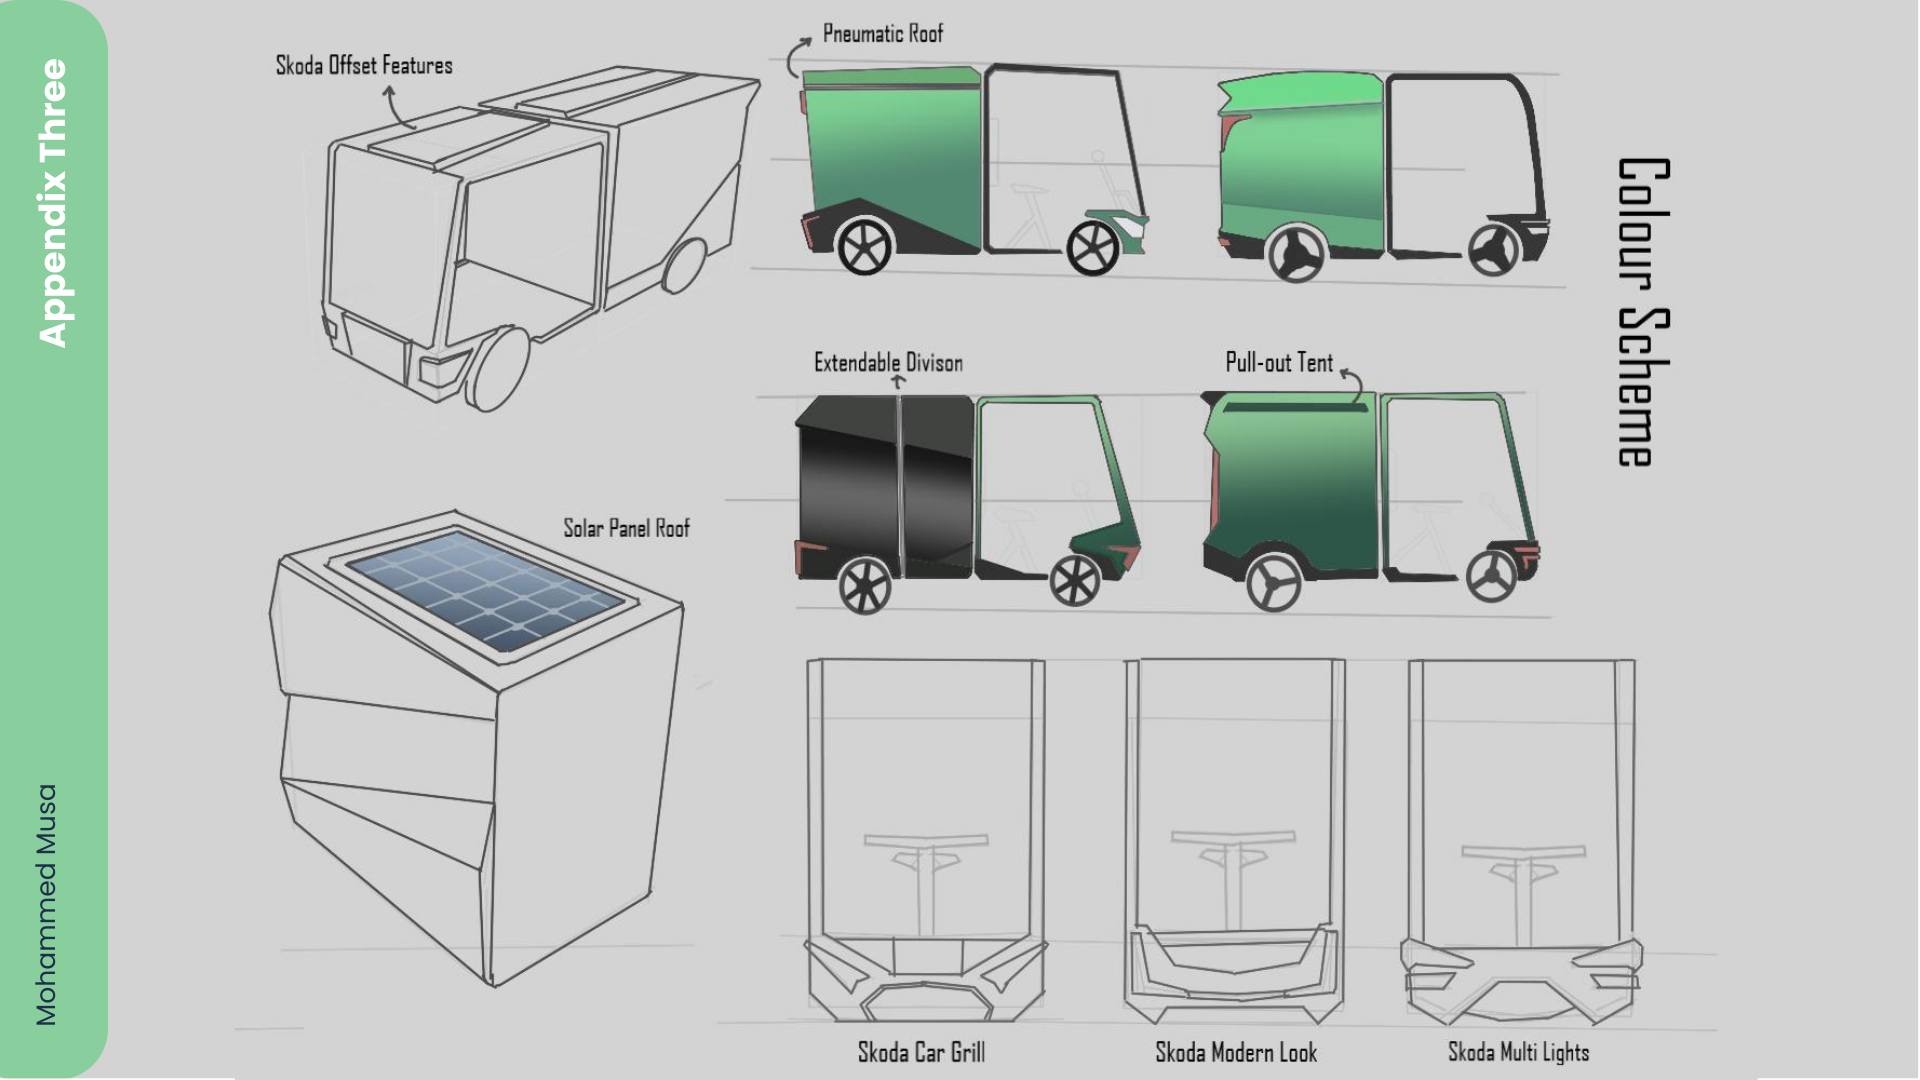 Appendix Three
Mohammed Musa
Skoda Offset Features
Pneumatic Roof
Colour Scheme
Extendable Divison
Pull-out Tent
Solar Panel Roof
Skoda Car Grill
Skoda Modern Look
Skoda Multi Lights